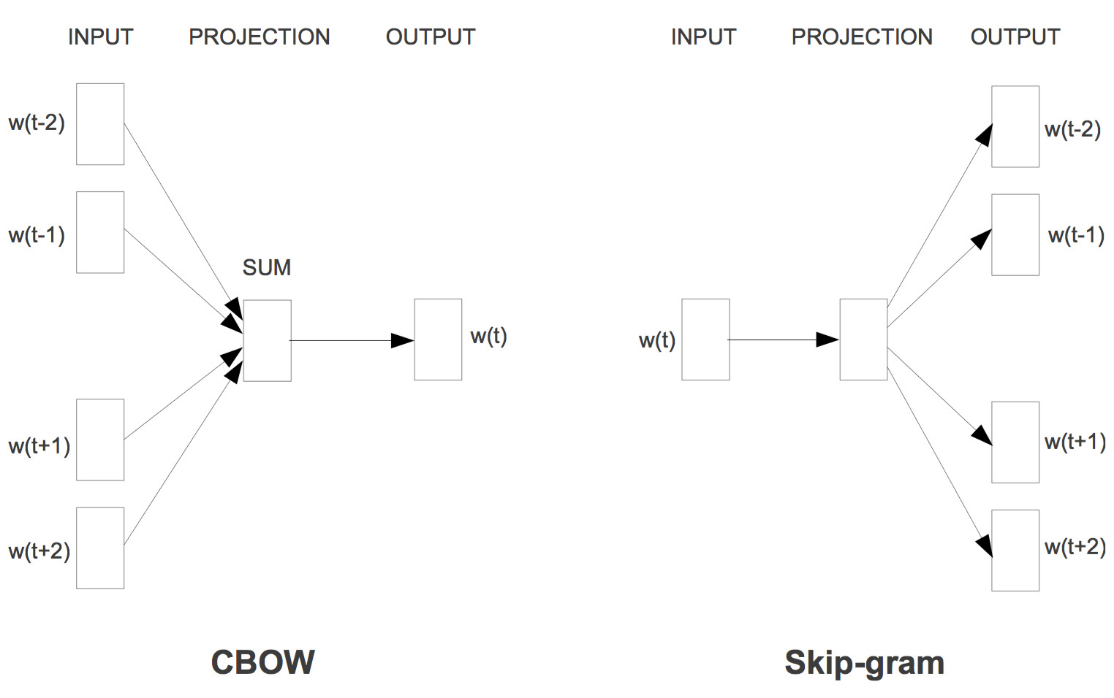 INPUT PROJECTION OUTPUT
w(t-2)
w(t-1)
SUM
w(t)
w(t+1)
w(t+2)
CBOW
INPUT PROJECTION OUTPUT
w(t-2)
w(t-1)
w(t)
w(t+1)
w(t+2)
Skip-gram